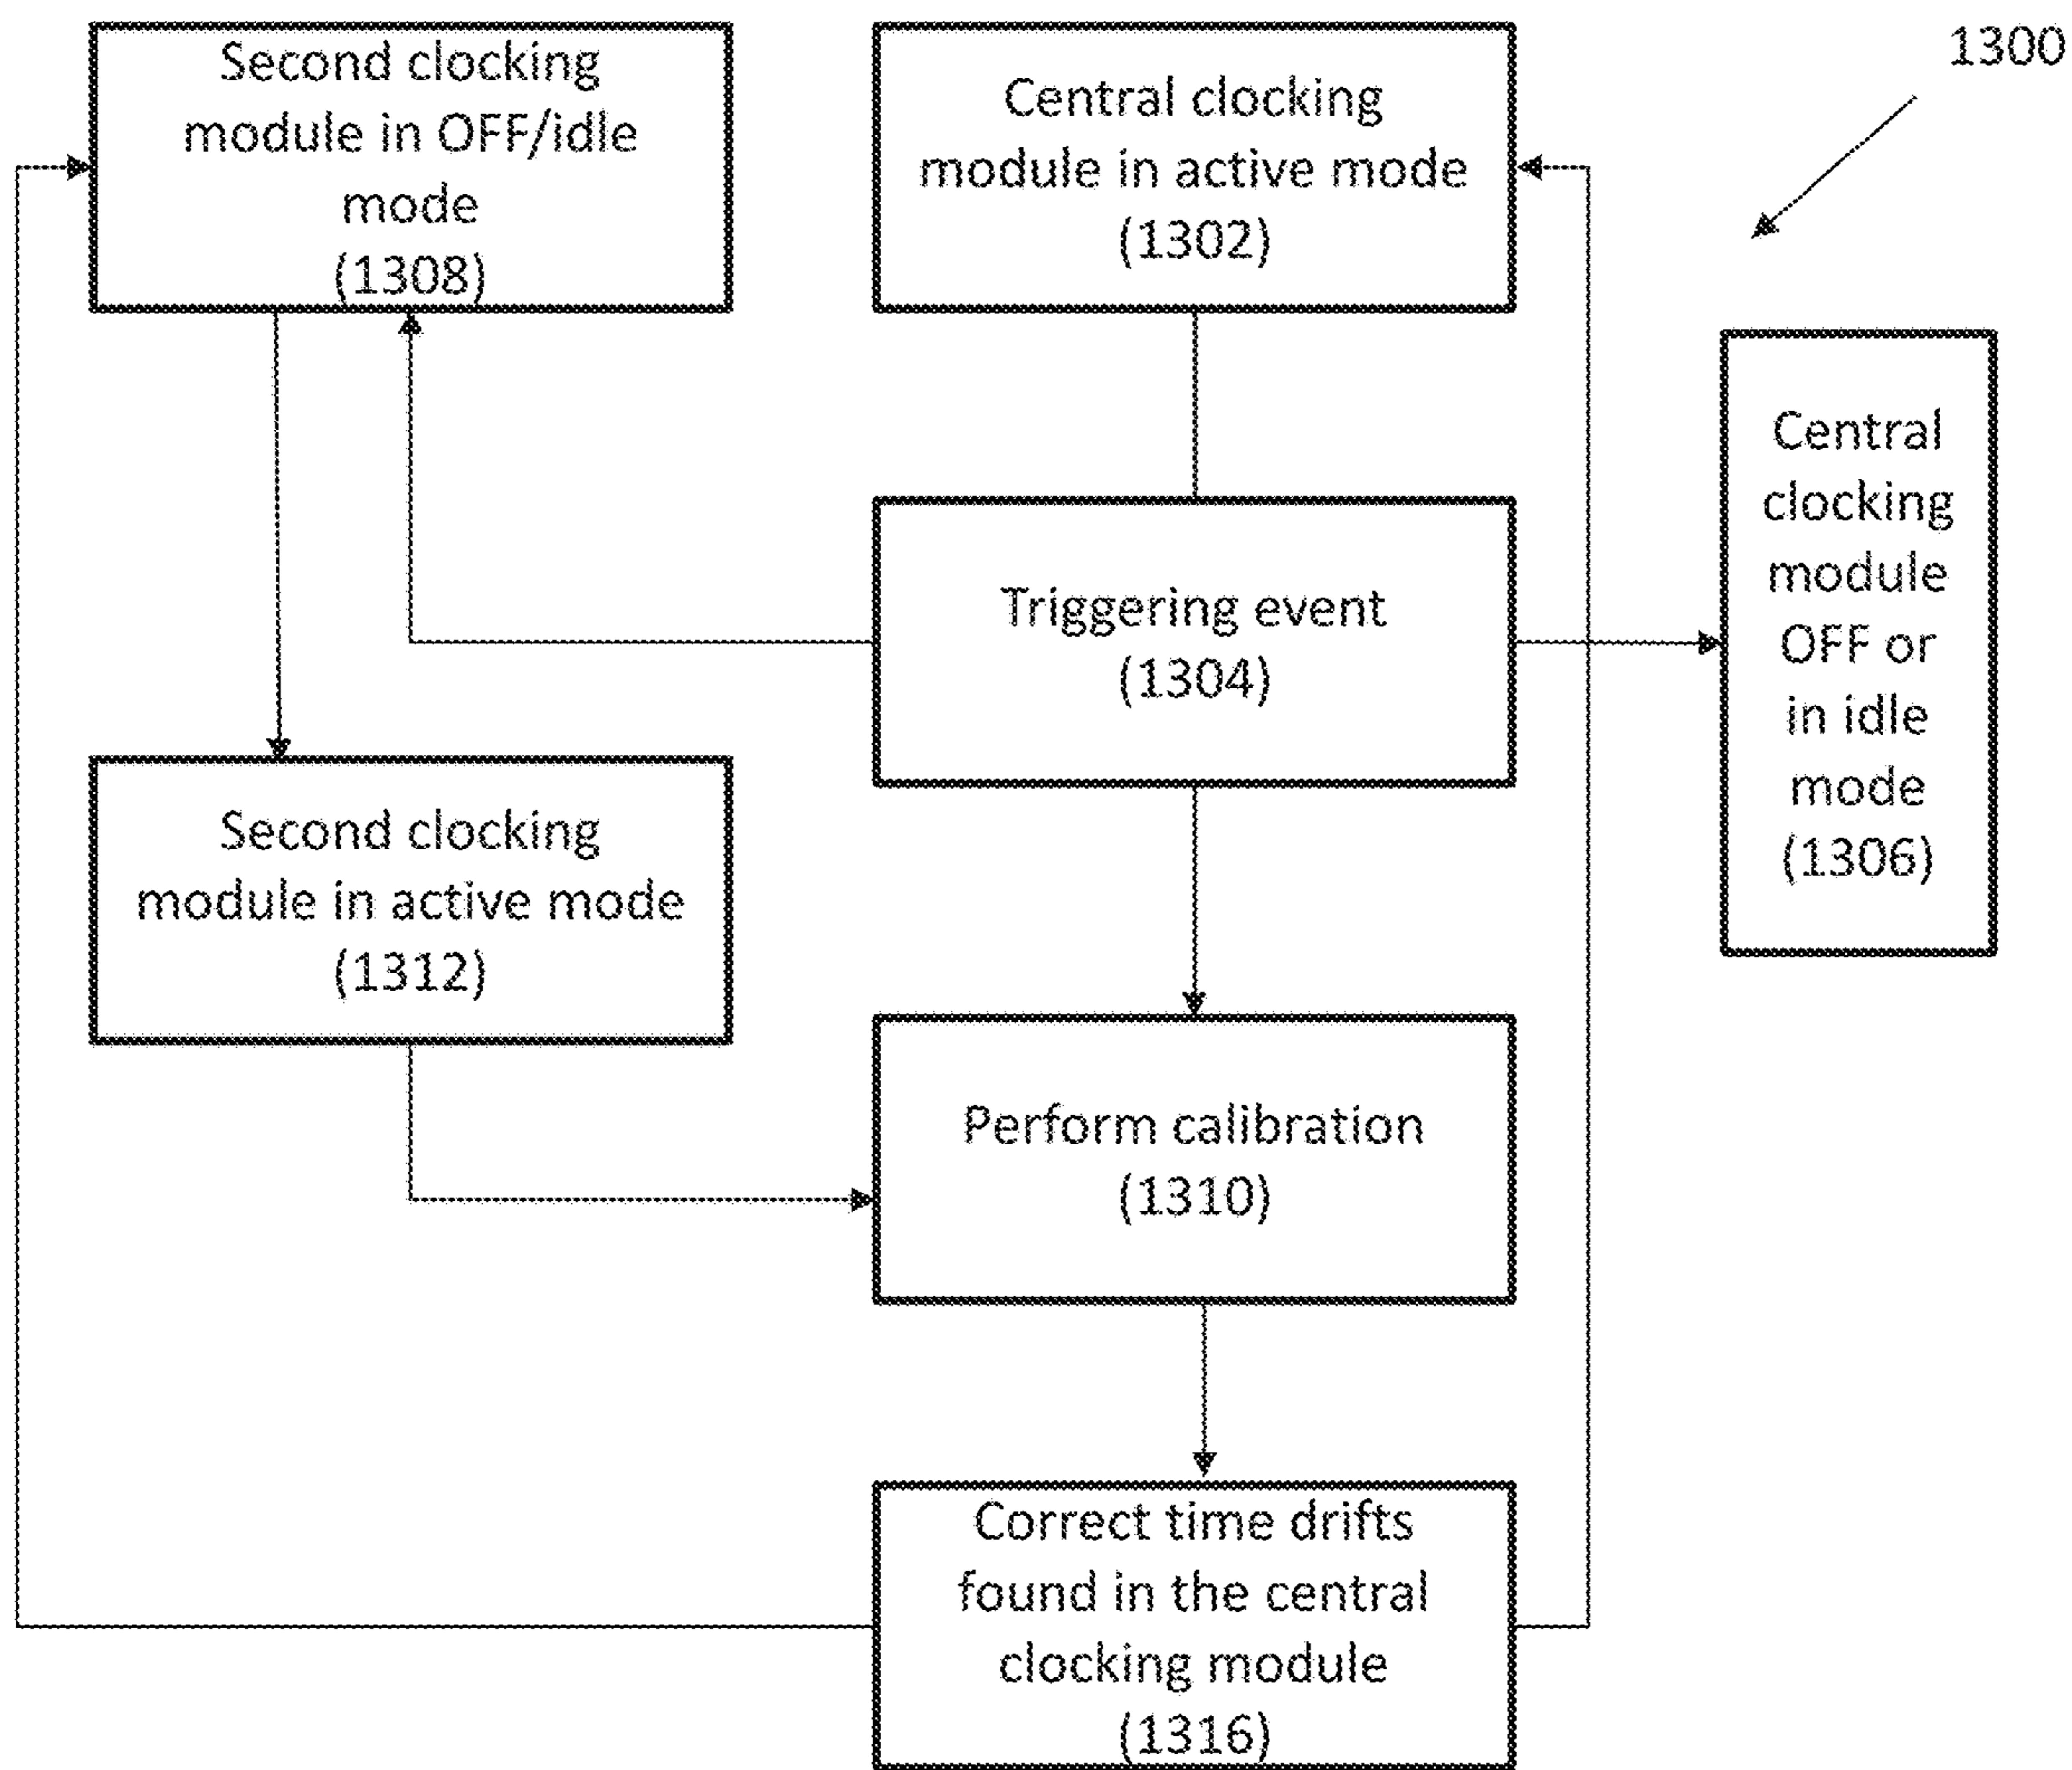 1300
Second clocking
module in OFF/idle
mode
(1308)
Central clocking
module in active mode
(1302)
Central
clocking
module
OFF or
in idle
mode
(1306)
Triggering event
(1304)
Second clocking
module in active mode
(1312)
Perform calibration
(1310)
Correct time drifts
found in the central
clocking module
(1316)